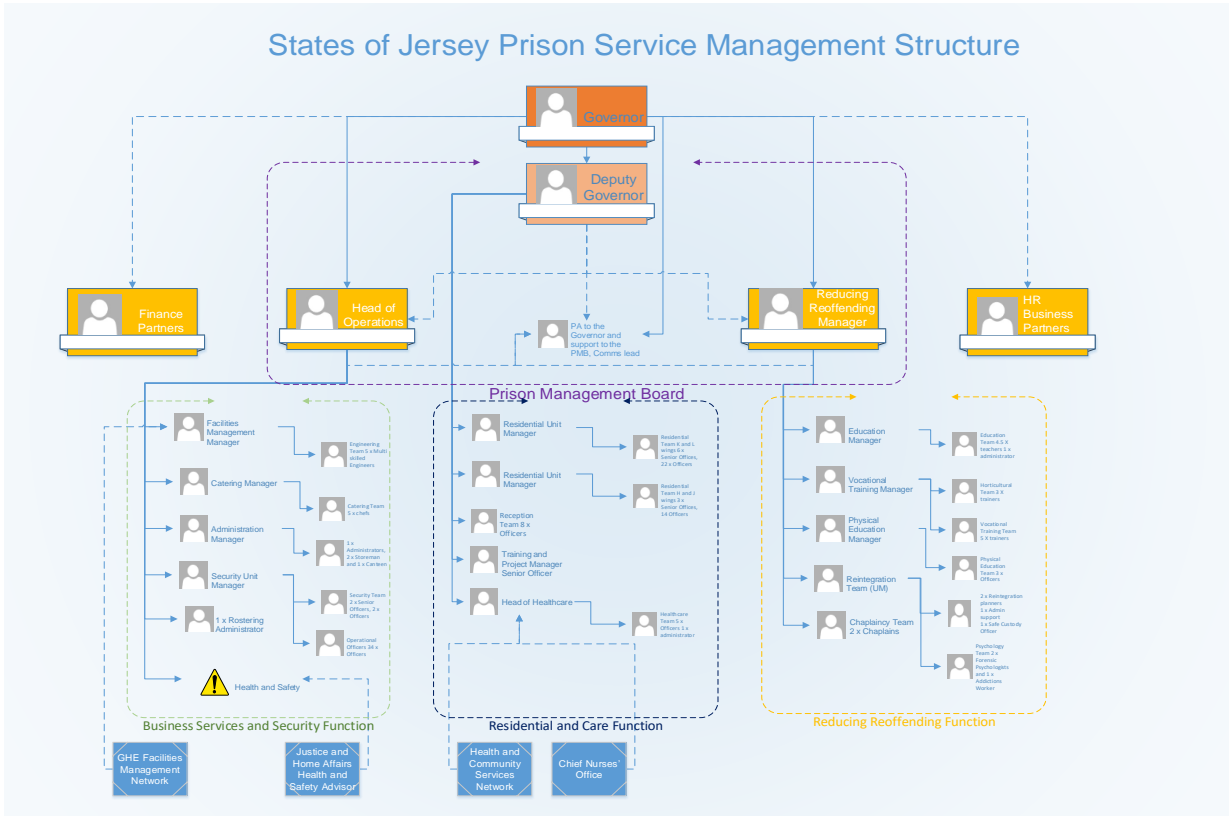 States of Jersey Prison Service Management Structure
Governor
Deputy
Governor
Finance
Partners
Head of
Operations
PA to the
Governor and
support to the
PMB, Comms lead
Reducing
Reoffending
Manager
HR
Business
Partners
Prison Management Board
Facilities
Management
Manager
Engineering
Team 5 x Multi
skilled
Engineers
Catering Manager
Catering Team
5 x chefs
Administration
Manager
1 x
Administrators,
2 x Storeman
and 1 x Canteen
Security Unit
Manager
Security Team
2 x Senior
Officers, 2 x
Officers
1 x Rostering
Administrator
Operational
Officers 34 x
Officers
Health and Safety
Business Services and Security Function
Residential Unit
Manager
Residential
Team K and L
wings 6 x
Senior Offices,
22 x Officers
Residential Unit
Manager
Residential
Team H and J
wings 3 x
Senior Offices,
14 Officers
Reception
Team 8 x
Officers
Training and
Project Manager
Senior Officer
Head of Healthcare
Healthcare
Team 5 x
Officers 1 x
administrator
Residential and Care Function
Education
Manager
Education
Team 4.5 X
teachers 1 x
administrator
Vocational
Training Manager
Horticultural
Team 3 X
trainers
Vocational
Training Team
5 X trainers
Physical
Education
Manager
Physical
Education
Team 3 x
Officers
Reintegration
Team (UM)
2 x Reintegration
planners
1 x Admin
support
1 x Safe Custody
Officer
Chaplaincy Team
2 x Chaplains
Psychology
Team 2 x
Forensic
Psychologists
and 1 x
Addictions
Worker
Reducing Reoffending Function
GHE Facilities
Management
Network
Justice and
Home Affairs
Health and
Safety Advisor
Health and
Community
Services
Network
Chief Nurses'
Office